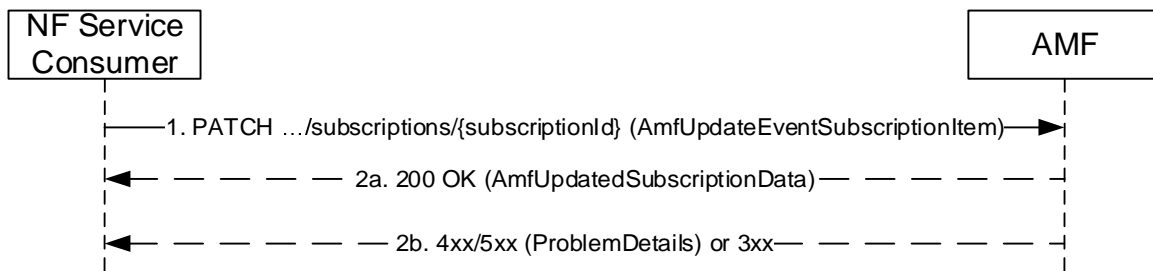 NF Service
Consumer
AMF
1. PATCH …/subscriptions/{subscriptionId} (AmfUpdateEventSubscriptionItem)
2a. 200 OK (AmfUpdatedSubscriptionData)
2b. 4xx/5xx (ProblemDetails) or 3xx